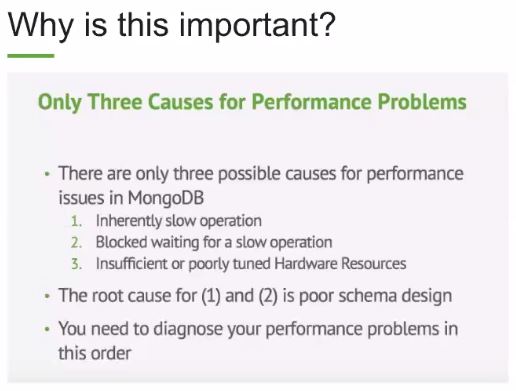 Why is this important?
Only Three Causes for Performance Problems
• There are only three possible causes for performance
issues in MongoDB
1. Inherently slow operation
2. Blocked waiting for a slow operation
3. Insufficient or poorly tuned Hardware Resources
• The root cause for (1) and (2) is poor schema design
• You need to diagnose your performance problems in
this order